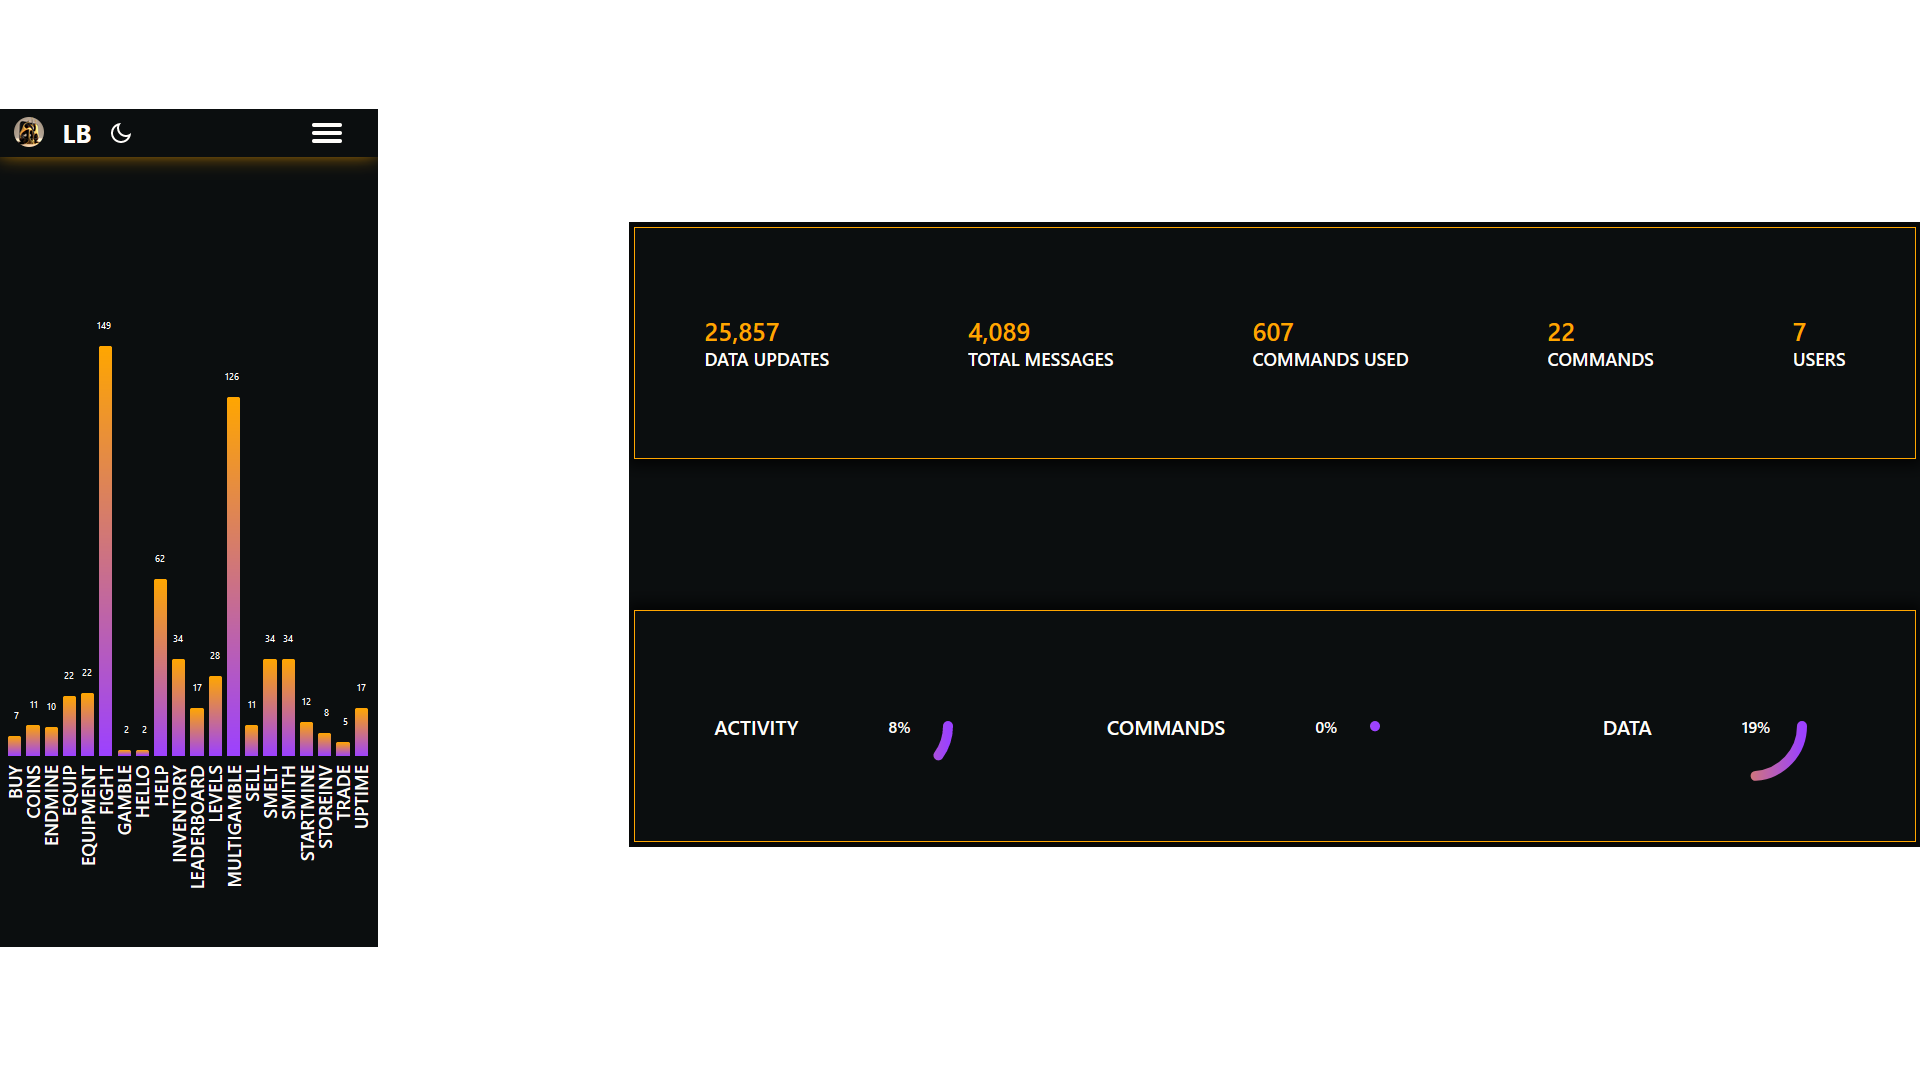 LB
149
126
62
34
34
34
28
22
22
17
17
12
11
11
10
8
7
5
2
2
BUY
COINS
ENDMINE
EQUIP
EQUIPMENT
FIGHT
GAMBLE
HELLO
HELP
INVENTORY
LEADERBOARD
LEVELS
MULTIGAMBLE
SELL
SMELT
SMITH
STARTMINE
STOREINV
TRADE
UPTIME
25,857
DATA UPDATES
4,089
TOTAL MESSAGES
607
COMMANDS USED
22
COMMANDS
7
USERS
ACTIVITY
8%
COMMANDS
0%
DATA
19%